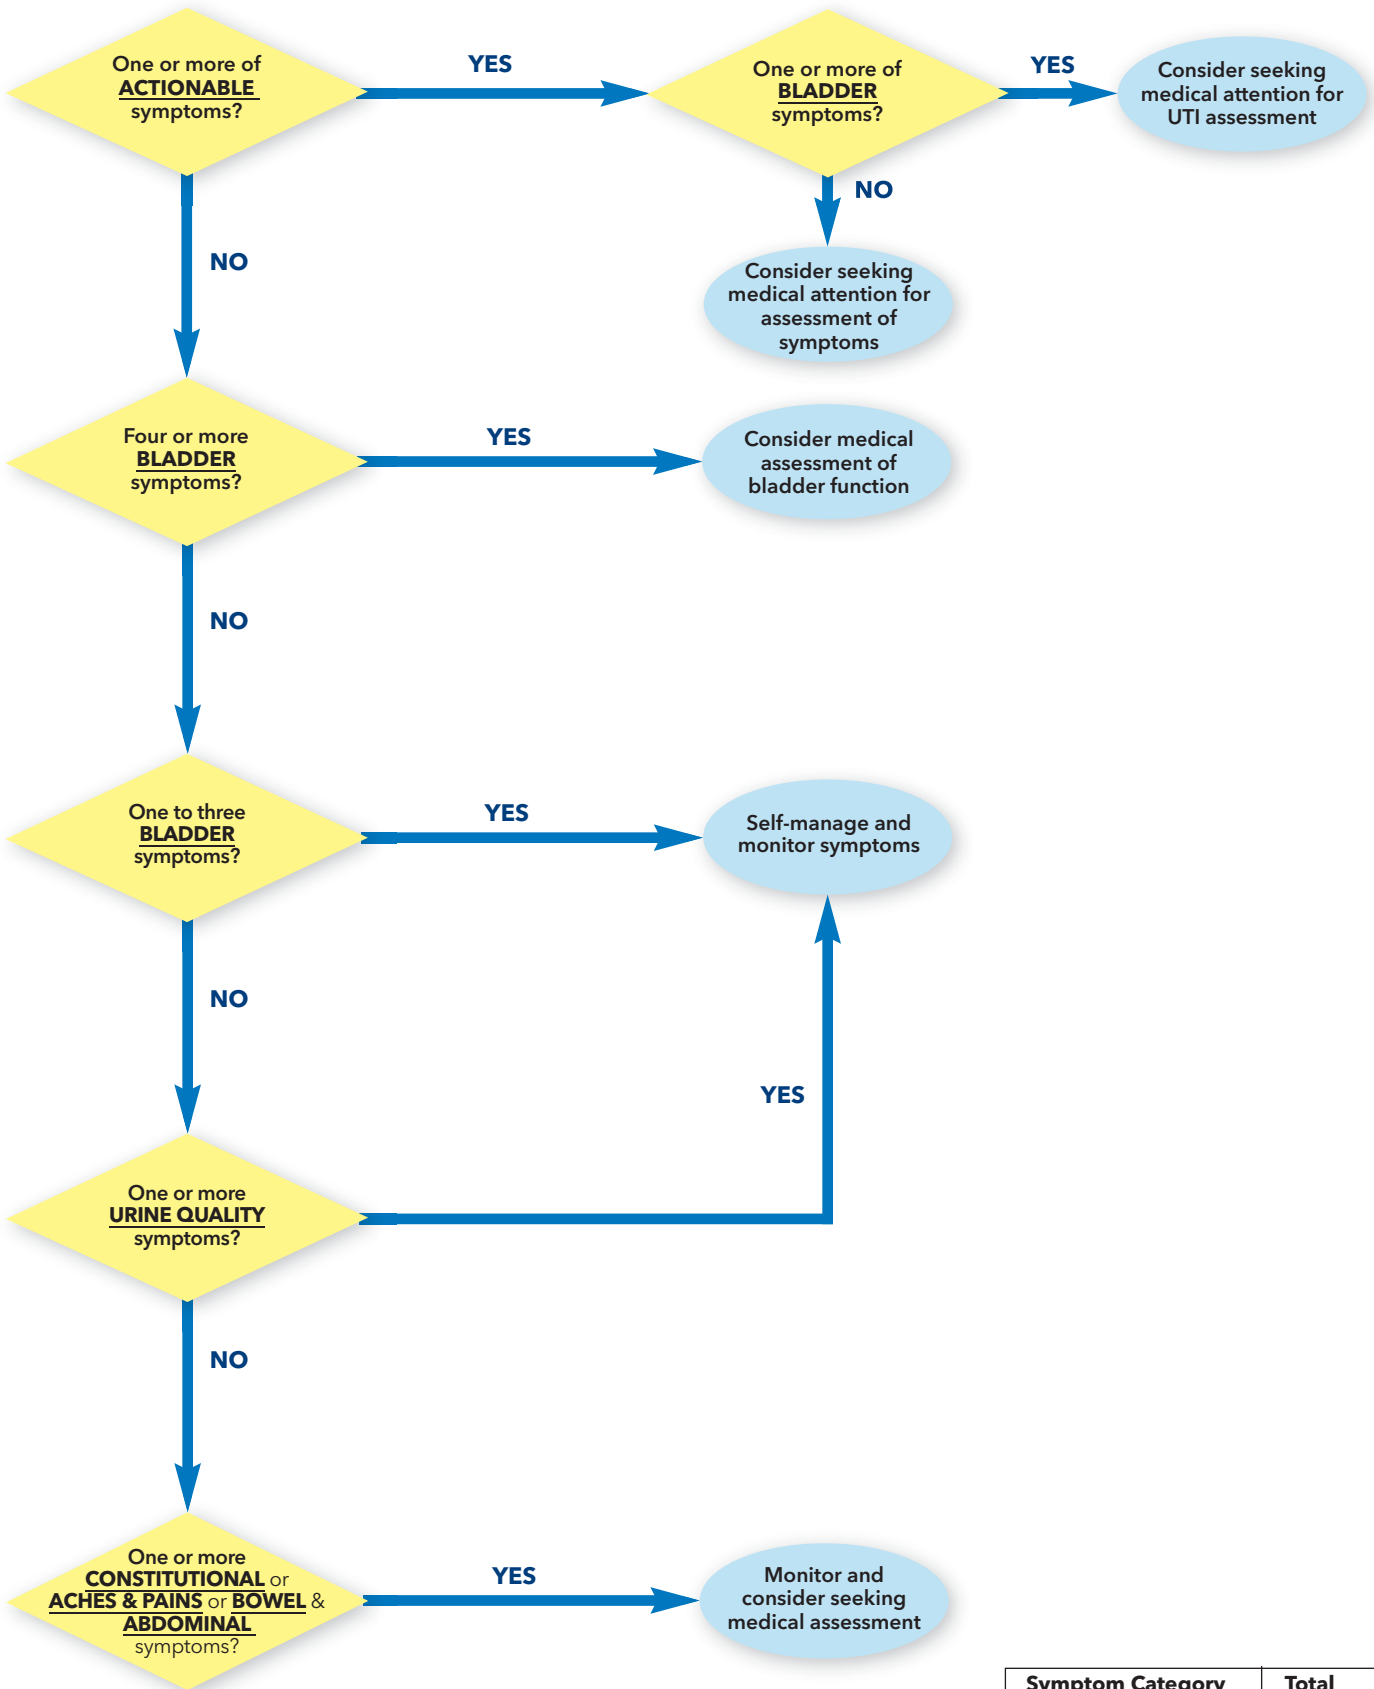 One or more of
ACTIONABLE
symptoms?
YES
One or more of
BLADDER
symptoms?
YES
Consider seeking
medical attention for
UTI assessment
NO
Consider seeking
medical attention for
assessment of
symptoms
NO
Four or more
BLADDER
symptoms?
YES
Consider medical
assessment of
bladder function
NO
One to three
BLADDER
symptoms?
YES
Self-manage and
monitor symptoms
NO
YES
One or more
URINE QUALITY
symptoms?
NO
One or more
CONSTITUTIONAL or
ACHES & PAINS or BOWEL &
ABDOMINAL
symptoms?
YES
Monitor and
consider seeking
medical assessment
Symptom Category Total